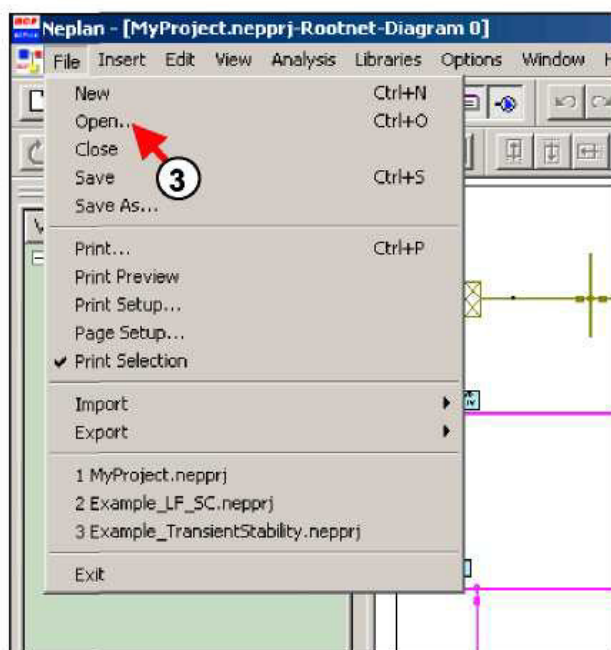 Neplan - [MyProject.nepprj-Rootnet-Diagram 0]
File Insert Edit View Analysis Libraries Options Window
New Ctrl+N
Open... Ctrl+O
Close
3
Save Ctrl+S
Save As...
Print... Ctrl+P
Print Preview
Print Setup...
Page Setup...
Print Selection
Import
Export
1 MyProject.nepprj
2 Example_LF_SC.nepprj
3 Example_TransientStability.nepprj
Exit